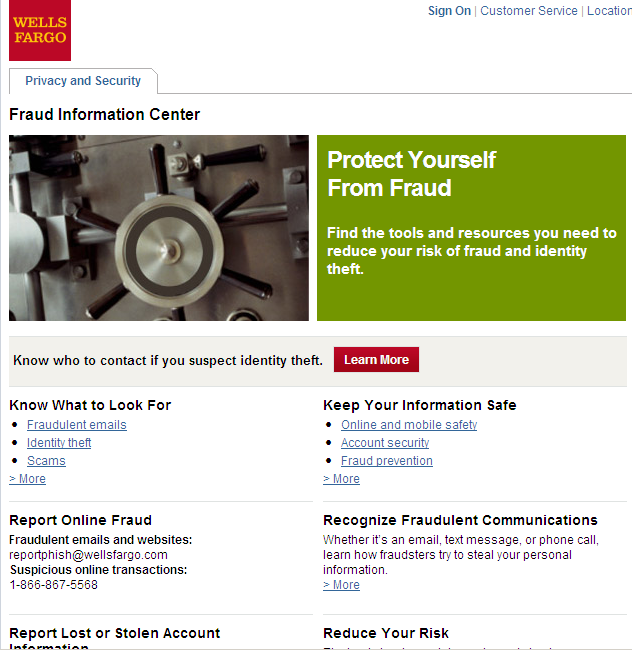 WELLS
FARGO
Sign On | Customer Service | Location
Privacy and Security
Fraud Information Center
Protect Yourself
From Fraud
Find the tools and resources you need to
reduce your risk of fraud and identity
theft.
Know who to contact if you suspect identity theft.
Learn More
Know What to Look For
Fraudulent emails
Identity theft
Scams
> More
Keep Your Information Safe
Online and mobile safety
Account security
Fraud prevention
> More
Report Online Fraud
Fraudulent emails and websites:
reportphish@wellsfargo.com
Suspicious online transactions:
1-866-867-5568
Recognize Fraudulent Communications
Whether it's an email, text message, or phone call,
learn how fraudsters try to steal your personal
information.
> More
Report Lost or Stolen Account
Information
Reduce Your Risk